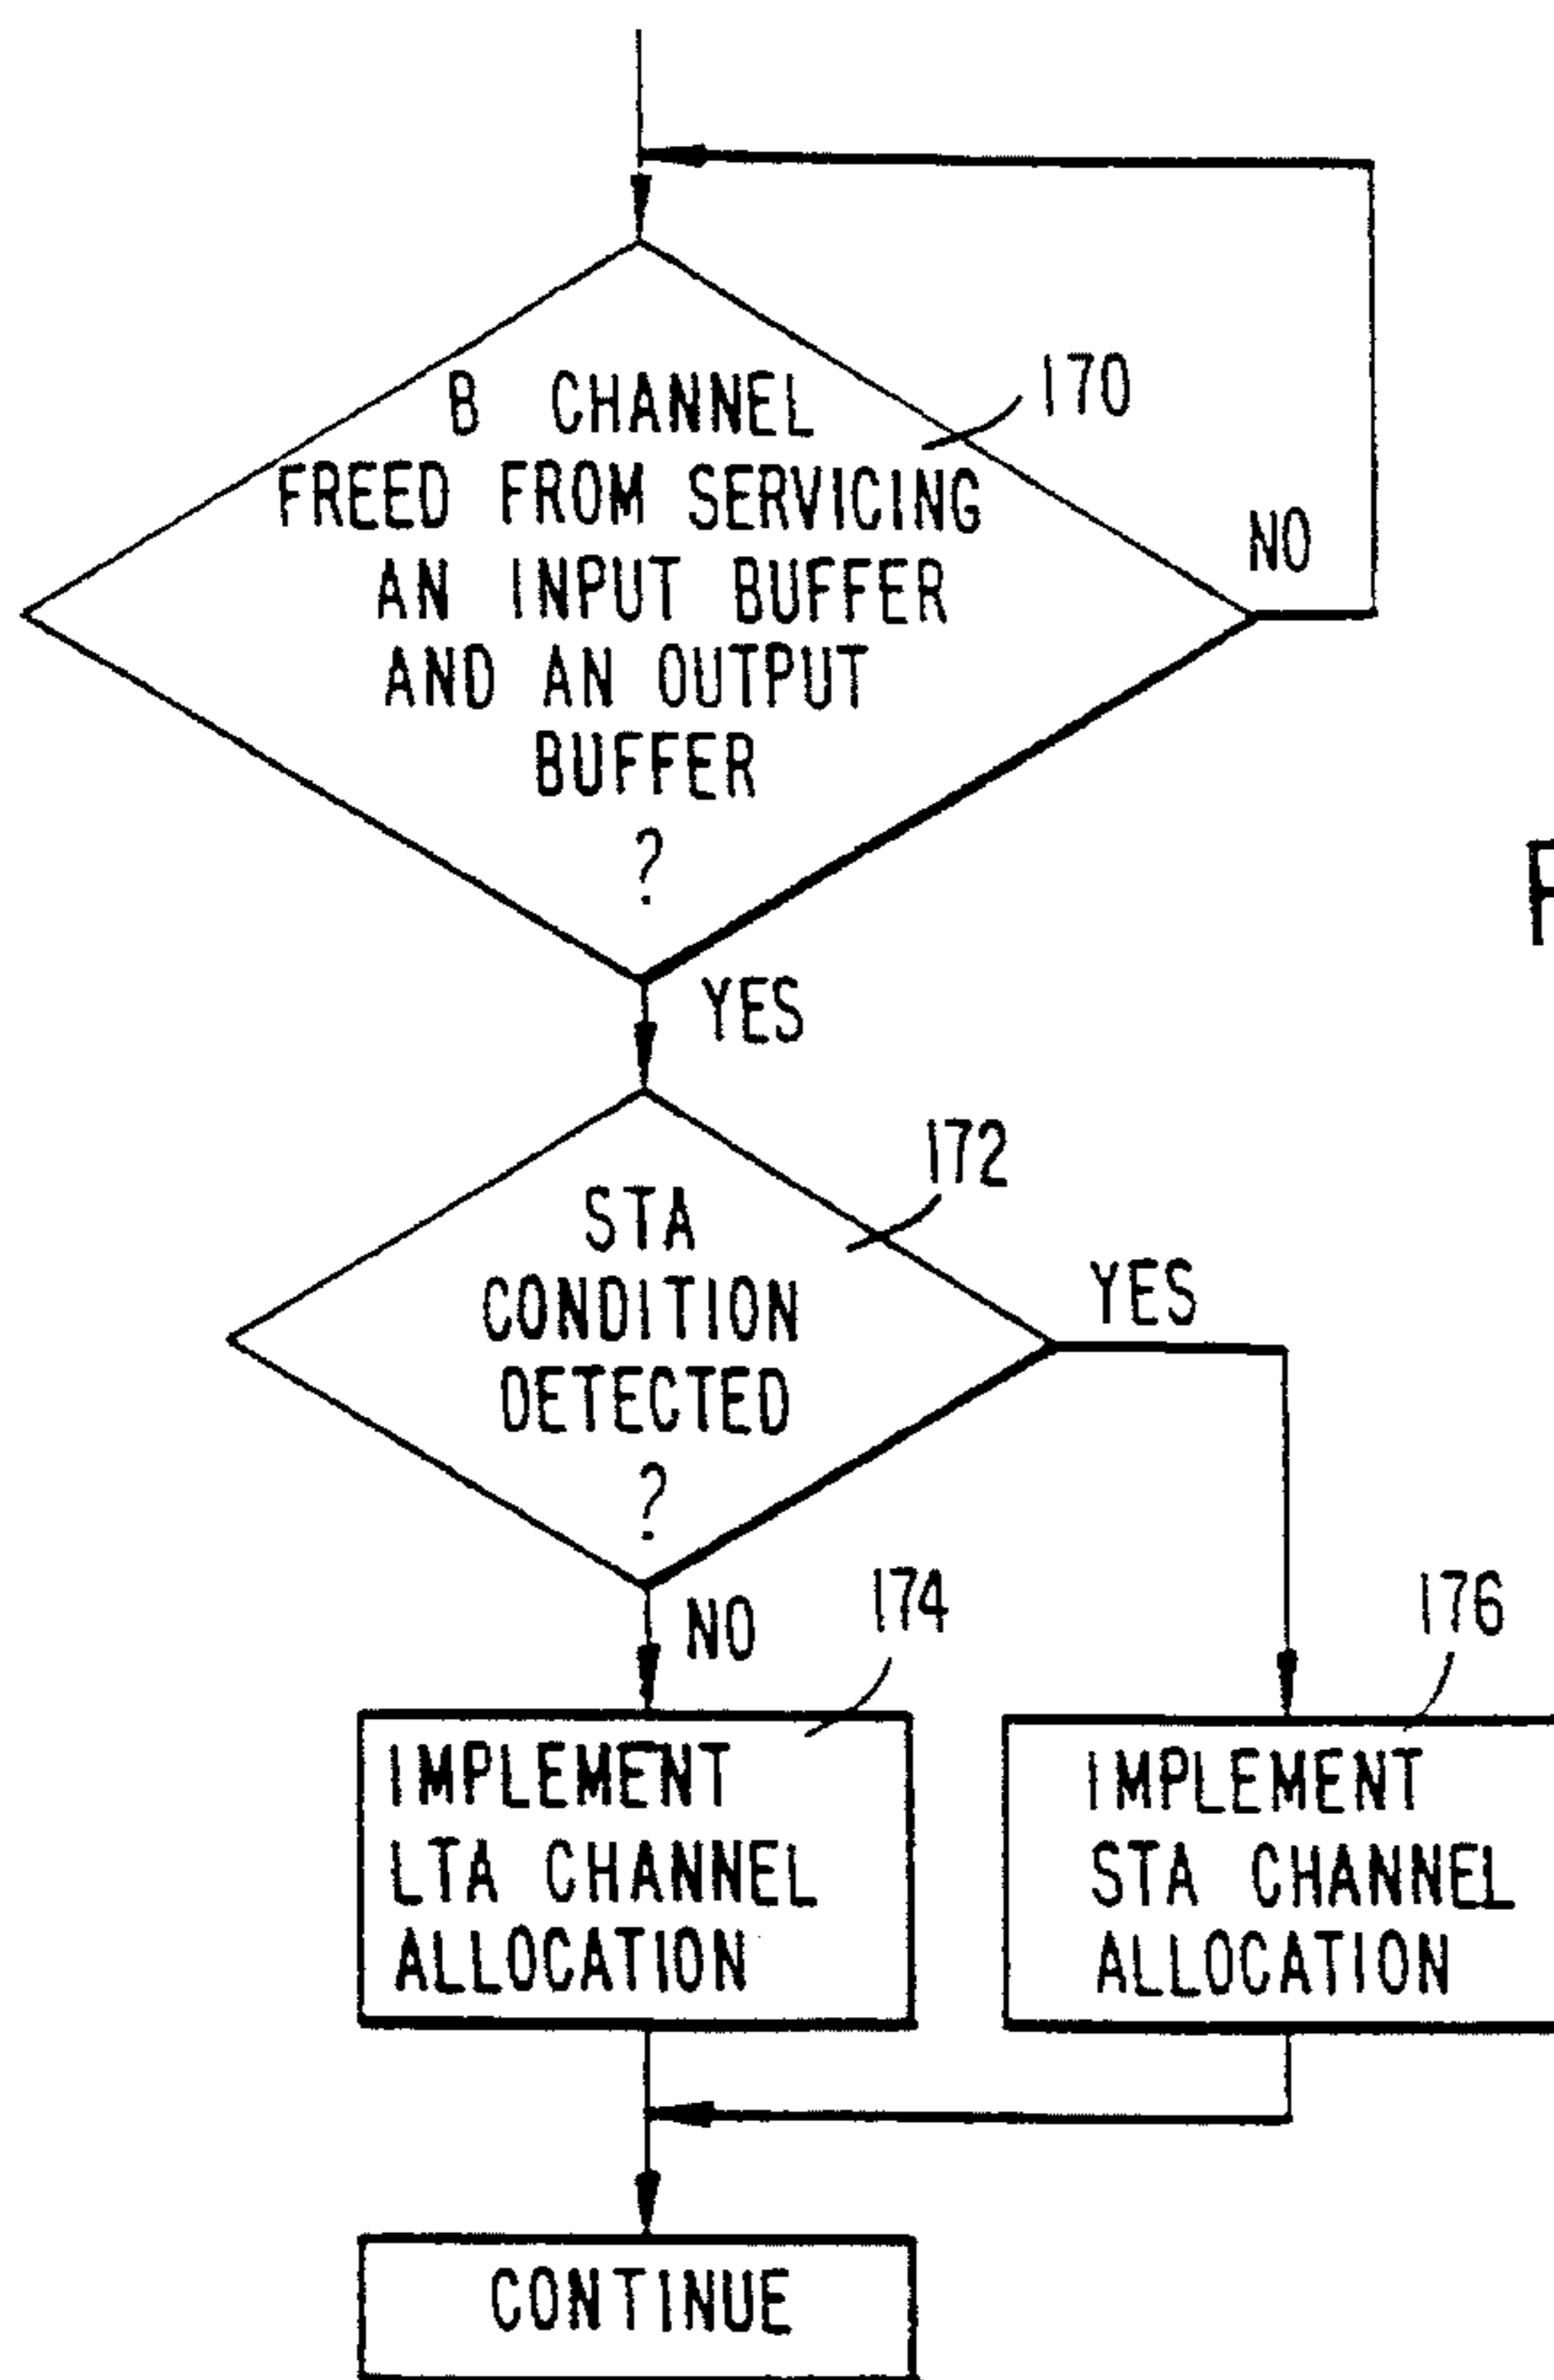 B CHANNEL
FREED FROM SERVICING
AN INPUT BUFFER
AND AN OUTPUT
BUFFER
?
170
NO
YES
STA
CONDITION
DETECTED
?
172
YES
NO
174
IMPLEMENT
LTA CHANNEL
ALLOCATION
176
IMPLEMENT
STA CHANNEL
ALLOCATION
CONTINUE